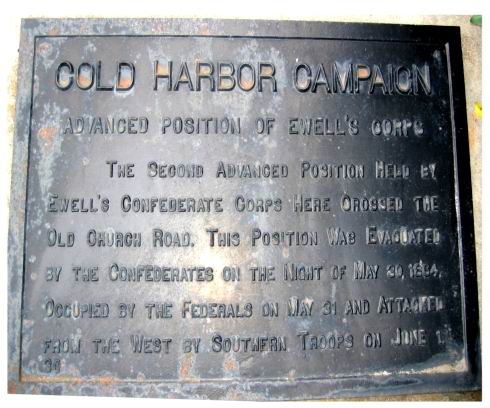 COLD HARBOR CAMPAIGN
ADVANCED POSITION OF EWELL'S CORPS
THE SECOND ADVANCED POSITION HELD BY
EWELL'S CONFEDERATE CORPS HERE CROSSED THE
OLD CHURCH ROAD. THIS POSITION WAS EVACUATED
BY THE CONFEDERATES ON THE NIGHT OF MAY 30, 1864,
OCCUPIED BY THE FEDERALS ON MAY 31 AND ATTACKED
FROM THE WEST BY SOUTHERN TROOPS ON JUNE 1.
34